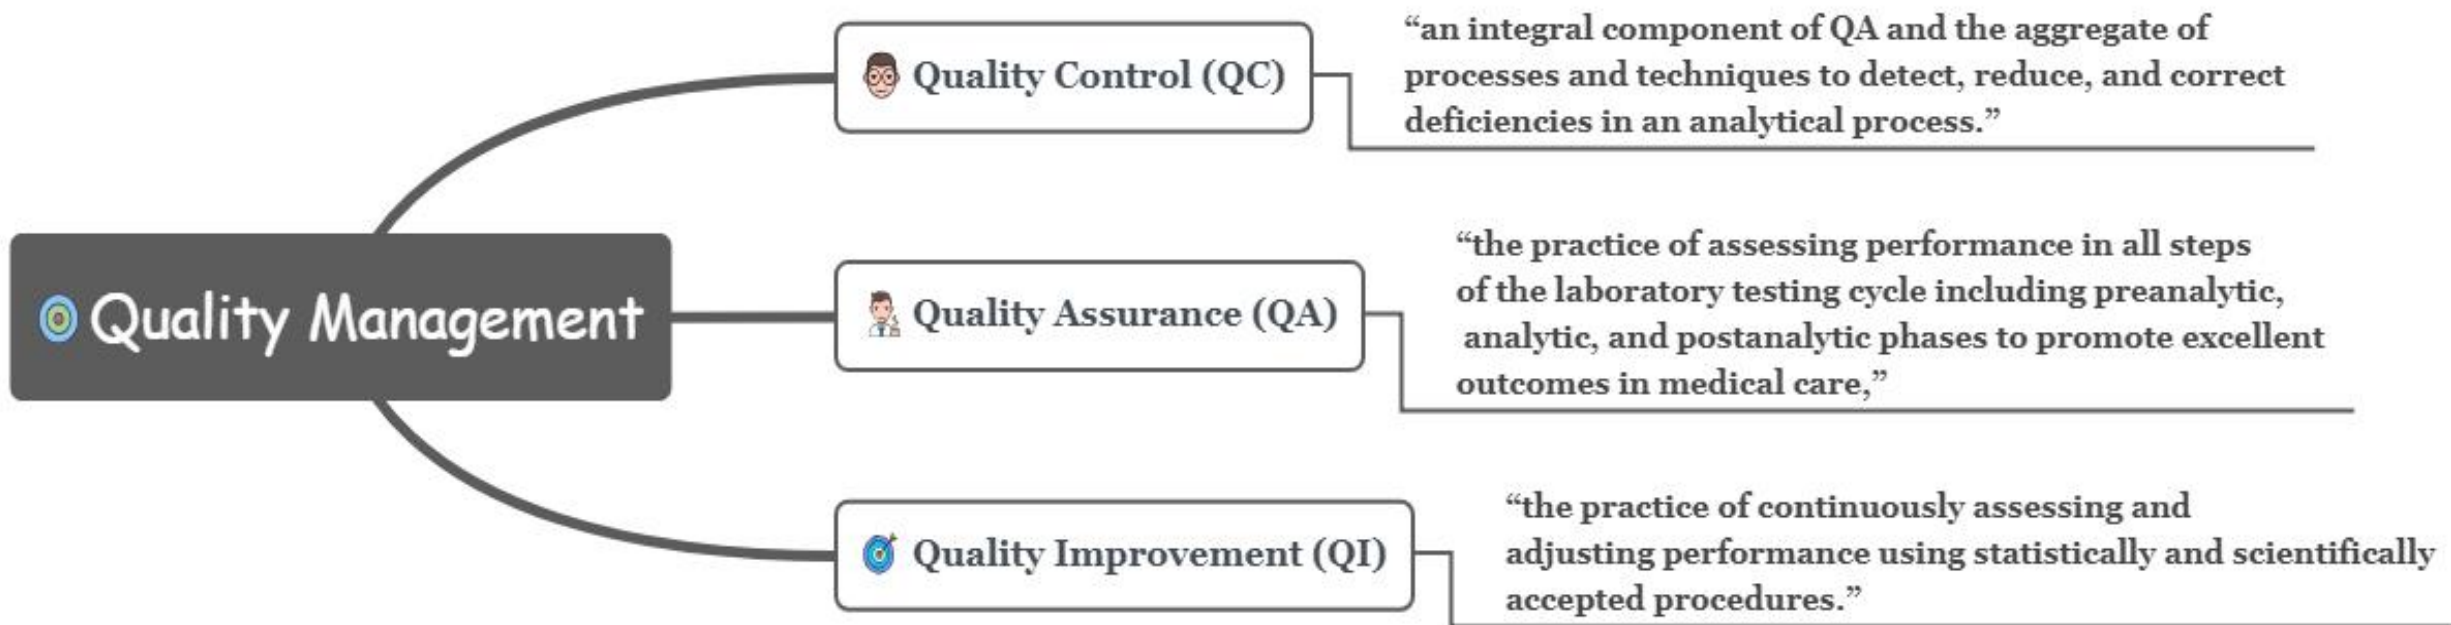 Quality Management
Quality Control (QC)
“an integral component of QA and the aggregate of
processes and techniques to detect, reduce, and correct
deficiencies in an analytical process.”
Quality Assurance (QA)
“the practice of assessing performance in all steps
of the laboratory testing cycle including preanalytic,
analytic, and postanalytic phases to promote excellent
outcomes in medical care,”
Quality Improvement (QI)
“the practice of continuously assessing and
adjusting performance using statistically and scientifically
accepted procedures.”